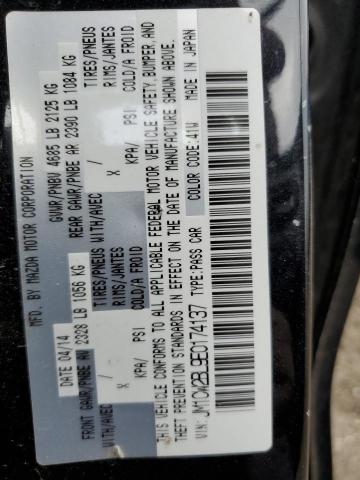 MFD. BY MAZDA MOTOR CORPORATION
DATE 04/14 GVWR/PNBV 4685 LB 2125 KG
FRONT GAWR/PNBE AV 2328 LB 1056 KG REAR GAWR/PNBE AR 2390 LB 1084 KG
TIRES/PNEUS WITH/AVEC X / TIRES/PNEUS
RIMS/JANTES X RIMS/JANTES
COLD/A FROID KPA/ PSI COLD/A FROID KPA/ PSI COLD/A FROID
THIS VEHICLE CONFORMS TO ALL APPLICABLE FEDERAL MOTOR VEHICLE SAFETY, BUMPER, AND
THEFT PREVENTION STANDARDS IN EFFECT ON THE DATE OF MANUFACTURE SHOWN ABOVE.
MADE IN JAPAN
VIN: JM1CW2BL9E0174137 TYPE:PASS CAR COLOR CODE:41W